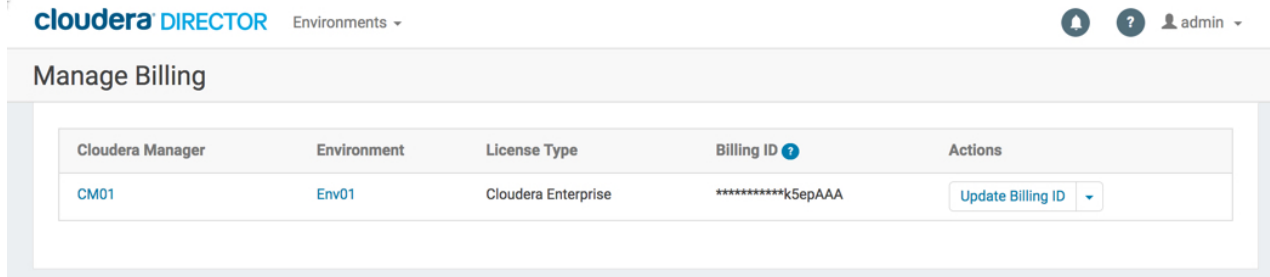 cloudera DIRECTOR Environments ? admin
Manage Billing
Cloudera Manager Environment License Type Billing ID ? Actions
CM01 Env01 Cloudera Enterprise ***********k5epAAA Update Billing ID